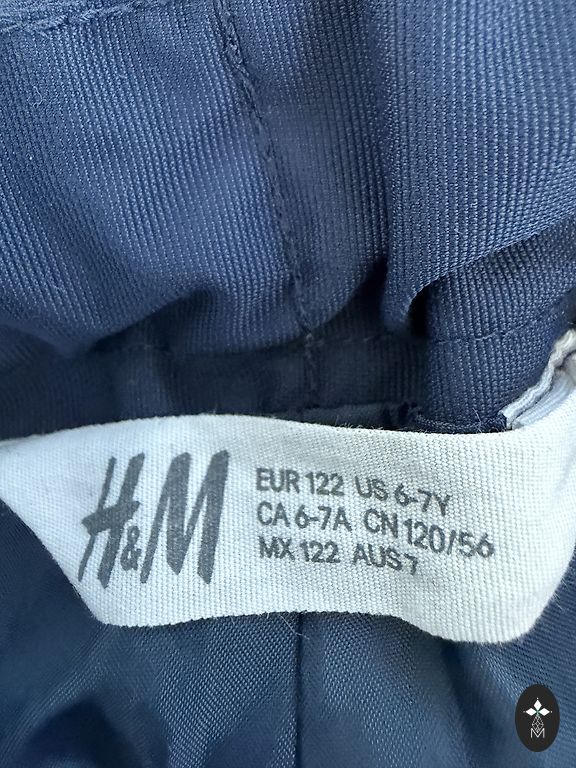 H&M
EUR 122 US 6-7Y
CA 6-7A CN 120/56
MX 122 AUS 7
M